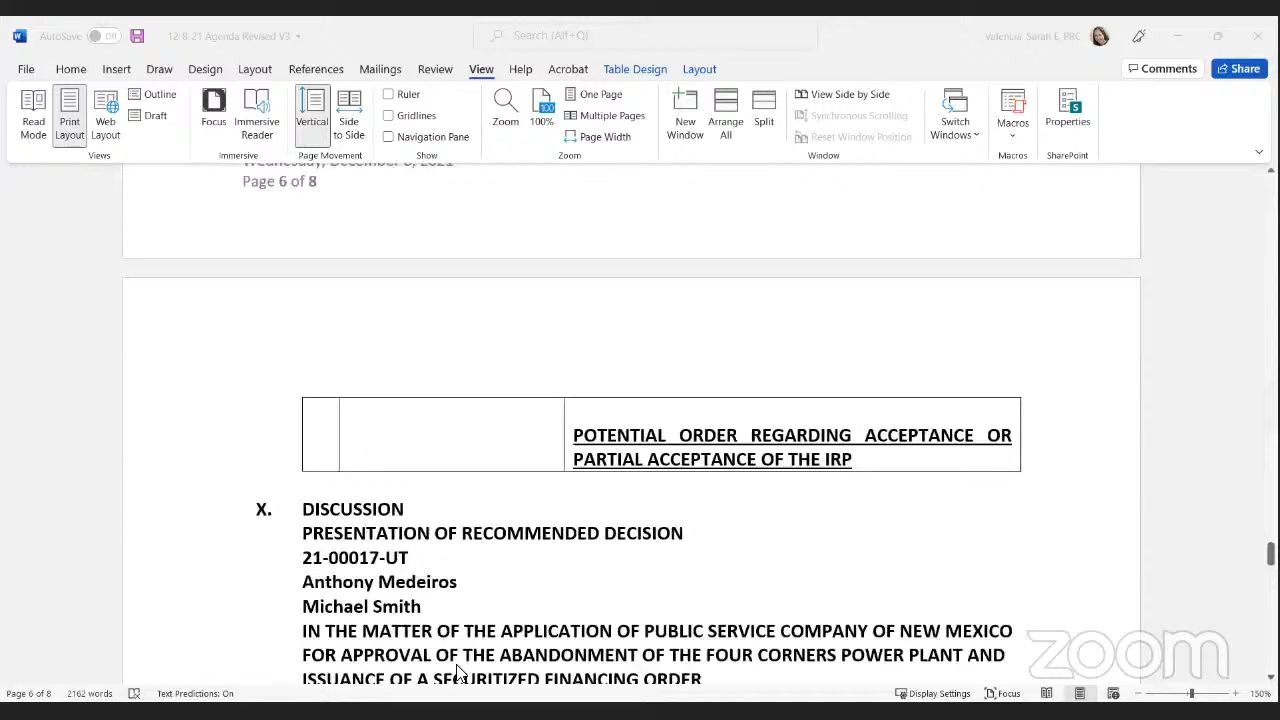 AutoSave Off 12-8-21 Agenda Revised V3 Search (Alt+Q) Valencia, Sarah E, PRC
File Home Insert Draw Design Layout References Mailings Review View Help Acrobat Table Design Layout Comments Share
Read Mode
Print Layout
Web Layout
Outline
Draft
Views
Focus
Immersive Reader
Immersive
Vertical
Side to Side
Page Movement
Ruler
Gridlines
Navigation Pane
Show
Zoom
100
100%
One Page
Multiple Pages
Page Width
Zoom
New Window
Arrange All
Split
View Side by Side
Synchronous Scrolling
Reset Window Position
Switch Windows
Window
Macros
Macros
Properties
SharePoint
Wednesday, December 8, 2021
Page 6 of 8
POTENTIAL ORDER REGARDING ACCEPTANCE OR
PARTIAL ACCEPTANCE OF THE IRP
X. DISCUSSION
PRESENTATION OF RECOMMENDED DECISION
21-00017-UT
Anthony Medeiros
Michael Smith
IN THE MATTER OF THE APPLICATION OF PUBLIC SERVICE COMPANY OF NEW MEXICO
FOR APPROVAL OF THE ABANDONMENT OF THE FOUR CORNERS POWER PLANT AND
ISSUANCE OF A SECURITIZED FINANCING ORDER
zoom
Page 6 of 8 2162 words Text Predictions: On Display Settings Focus 150%